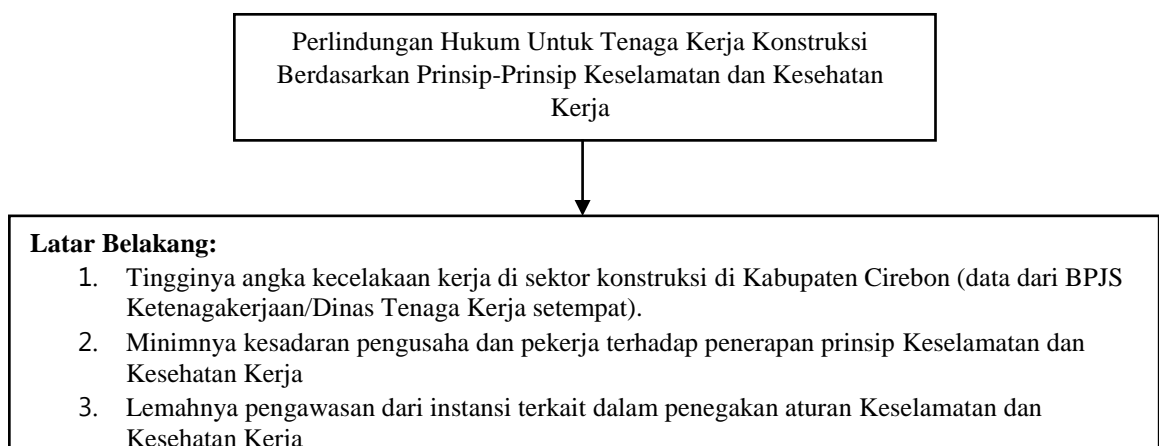 Perlindungan Hukum Untuk Tenaga Kerja Konstruksi
Berdasarkan Prinsip-Prinsip Keselamatan dan Kesehatan
Kerja
Latar Belakang:
1. Tingginya angka kecelakaan kerja di sektor konstruksi di Kabupaten Cirebon (data dari BPJS
Ketenagakerjaan/Dinas Tenaga Kerja setempat).
2. Minimnya kesadaran pengusaha dan pekerja terhadap penerapan prinsip Keselamatan dan
Kesehatan Kerja
3. Lemahnya pengawasan dari instansi terkait dalam penegakan aturan Keselamatan dan
Kesehatan Kerja